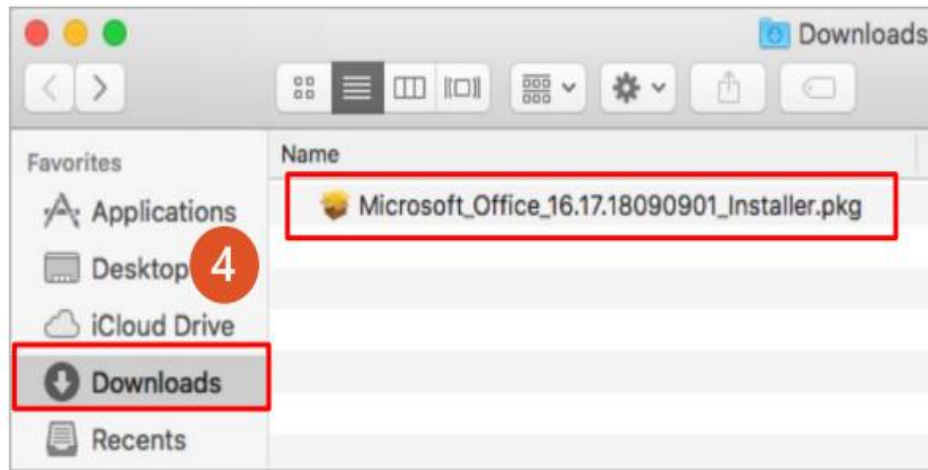 Downloads
Favorites
Name
Applications
Microsoft_Office_16.17.18090901_Installer.pkg
Desktop
4
iCloud Drive
Downloads
Recents